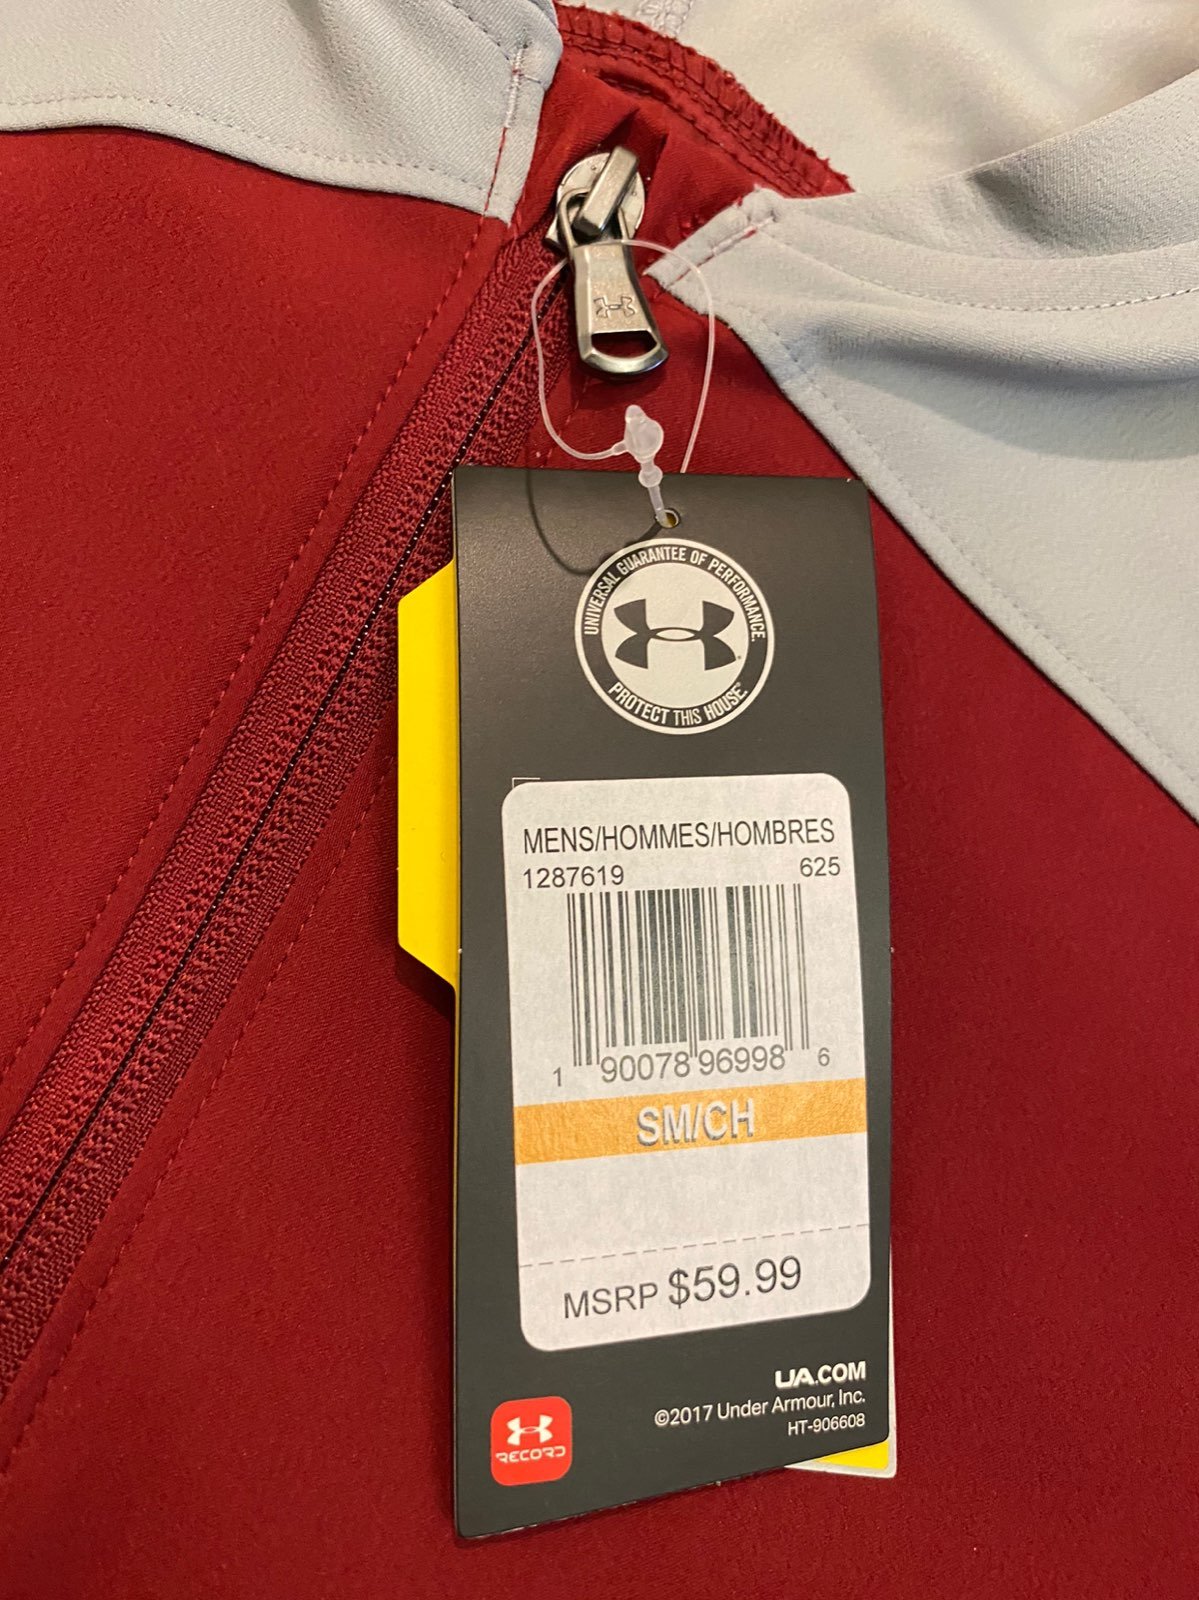 UNIVERSAL GUARANTEE OF PERFORMANCE.
PROTECT THIS HOUSE.®
MENS/HOMMES/HOMBRES
1287619 625
1 90078 96998 6
SM/CH
MSRP $59.99
UA.COM
©2017 Under Armour, Inc.
HT-906608
RECORD